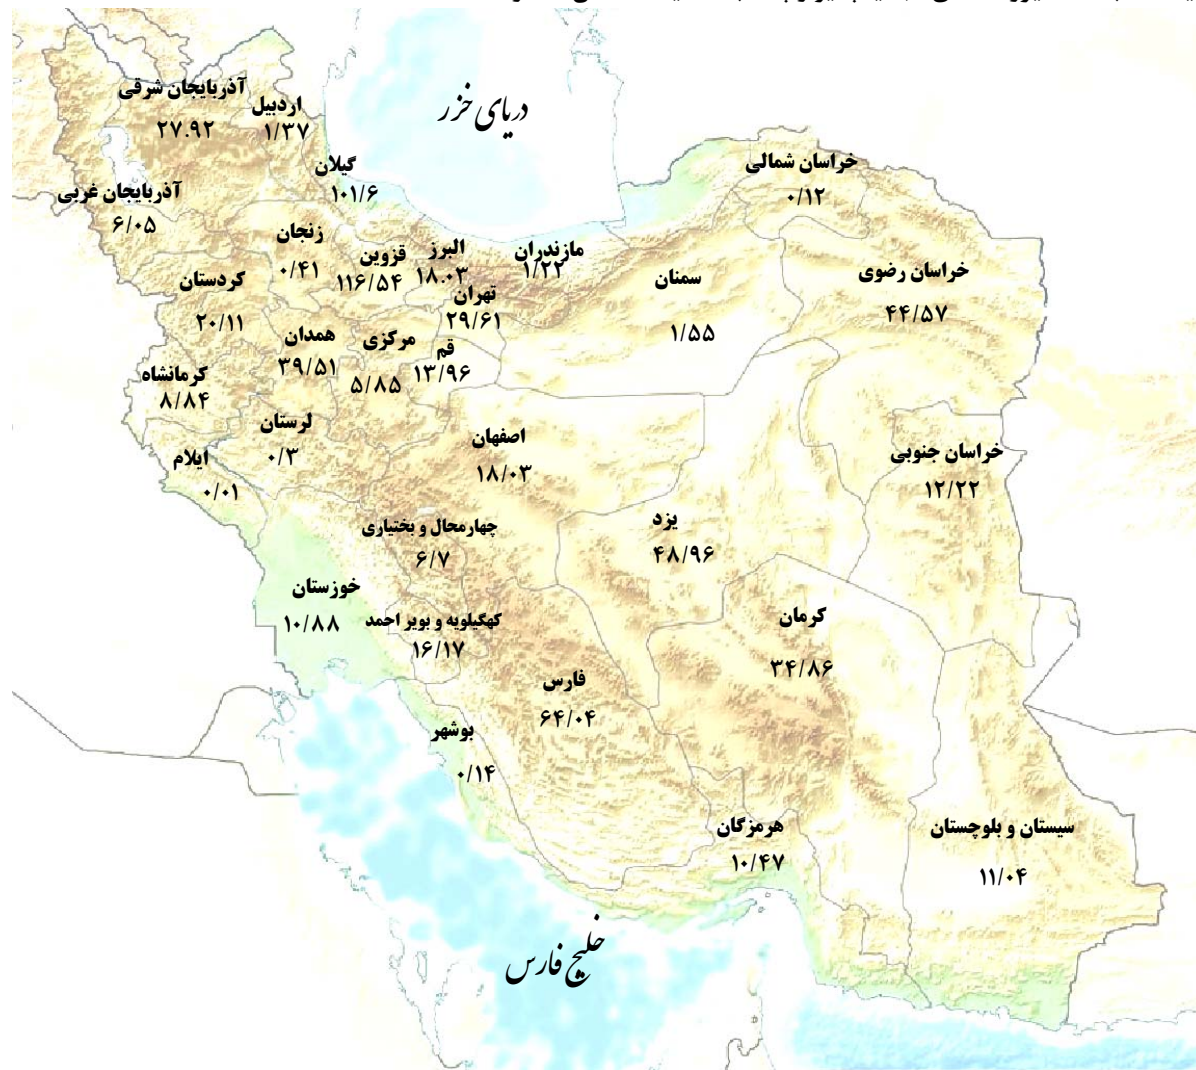 دریای خزر
آذربایجان شرقی
۲۷.۹۲
اردبیل
۱/۳۷
گیلان
۱۰۱/۶
خراسان شمالی
۰/۱۲
آذربایجان غربی
۶/۰۵
زنجان
۰/۴۱
قزوین
۱۱۶/۵۴
البرز
۱۸.۰۳
مازندران
۱/۲۲
سمنان
۱/۵۵
خراسان رضوی
۴۴/۵۷
کردستان
۲۰/۱۱
تهران
۲۹/۶۱
همدان
۳۹/۵۱
مرکزی
۵/۸۵
قم
۱۳/۹۶
کرمانشاه
۸/۸۴
لرستان
۰/۳
ایلام
۰/۰۱
اصفهان
۱۸/۰۳
خراسان جنوبی
۱۲/۲۲
چهارمحال و بختیاری
۶/۷
یزد
۴۸/۹۶
خوزستان
۱۰/۸۸
کهگیلویه و بویر احمد
۱۶/۱۷
کرمان
۳۴/۸۶
فارس
۶۴/۰۴
بوشهر
۰/۱۴
هرمزگان
۱۰/۴۷
سیستان و بلوچستان
۱۱/۰۴
خلیج فارس